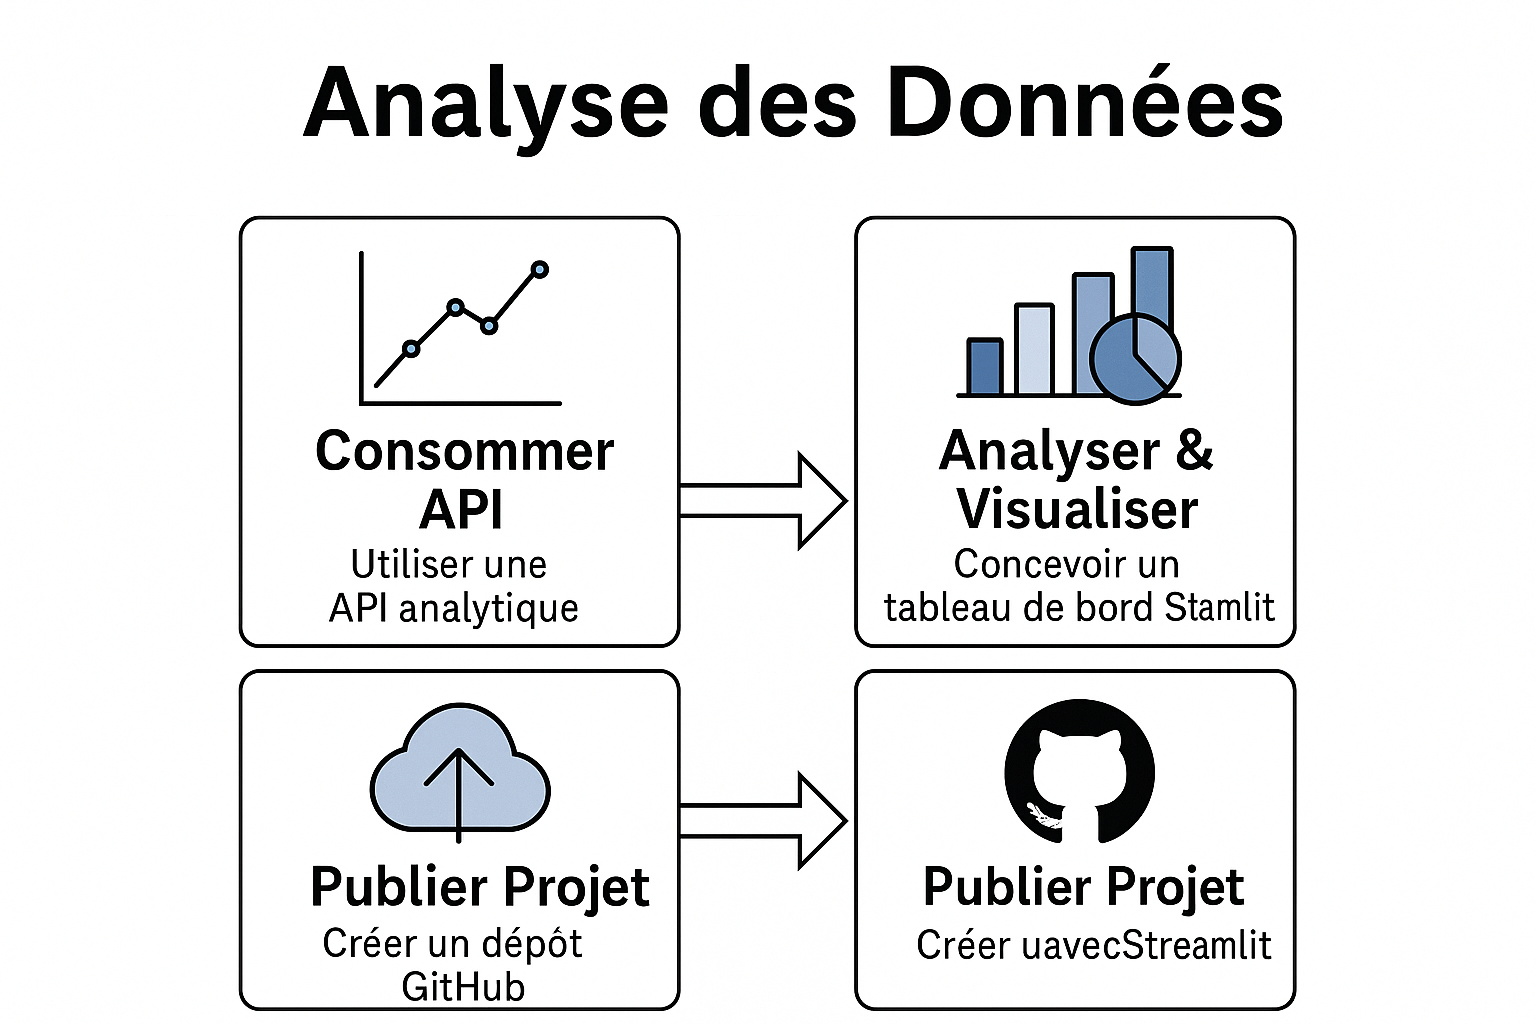 Analyse des Données
Consommer
API
Utiliser une
API analytique
Analyser &
Visualiser
Concevoir un
tableau de bord Stamlit
Publier Projet
Créer un dépôt
GitHub
Publier Projet
Créer uavecStreamlit